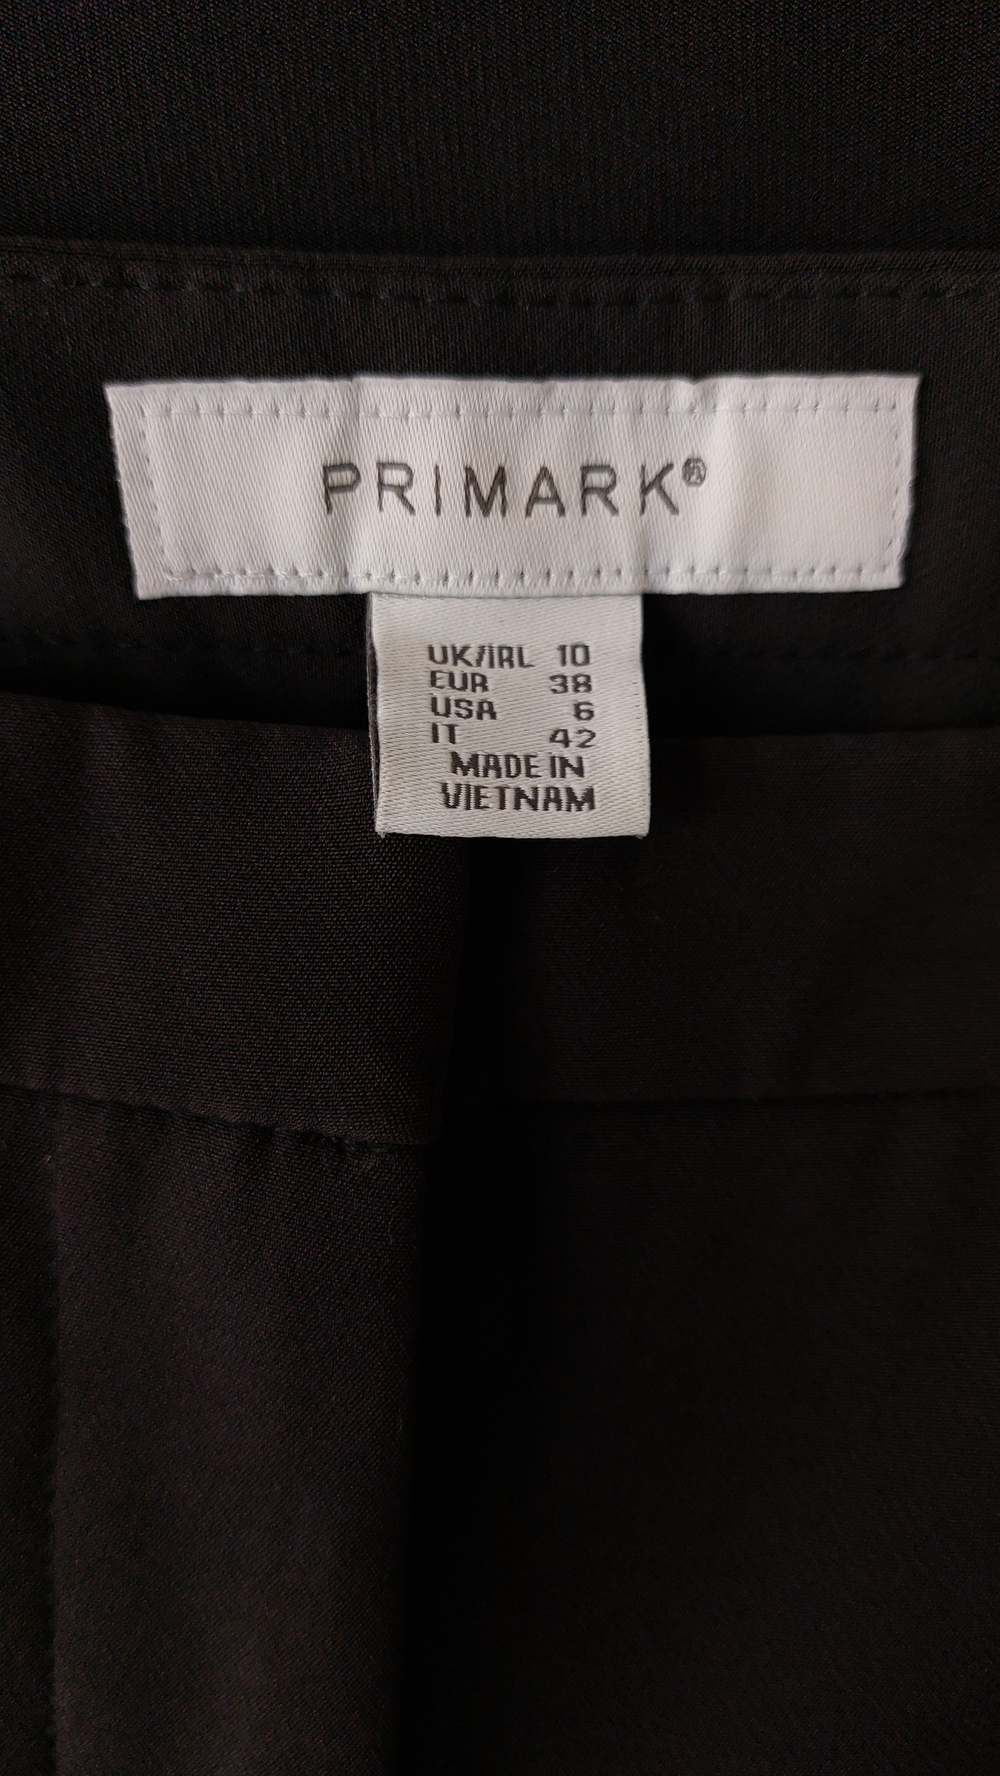 PRIMARK®
UK/IRL 10
EUR 38
USA 6
IT 42
MADE IN
VIETNAM